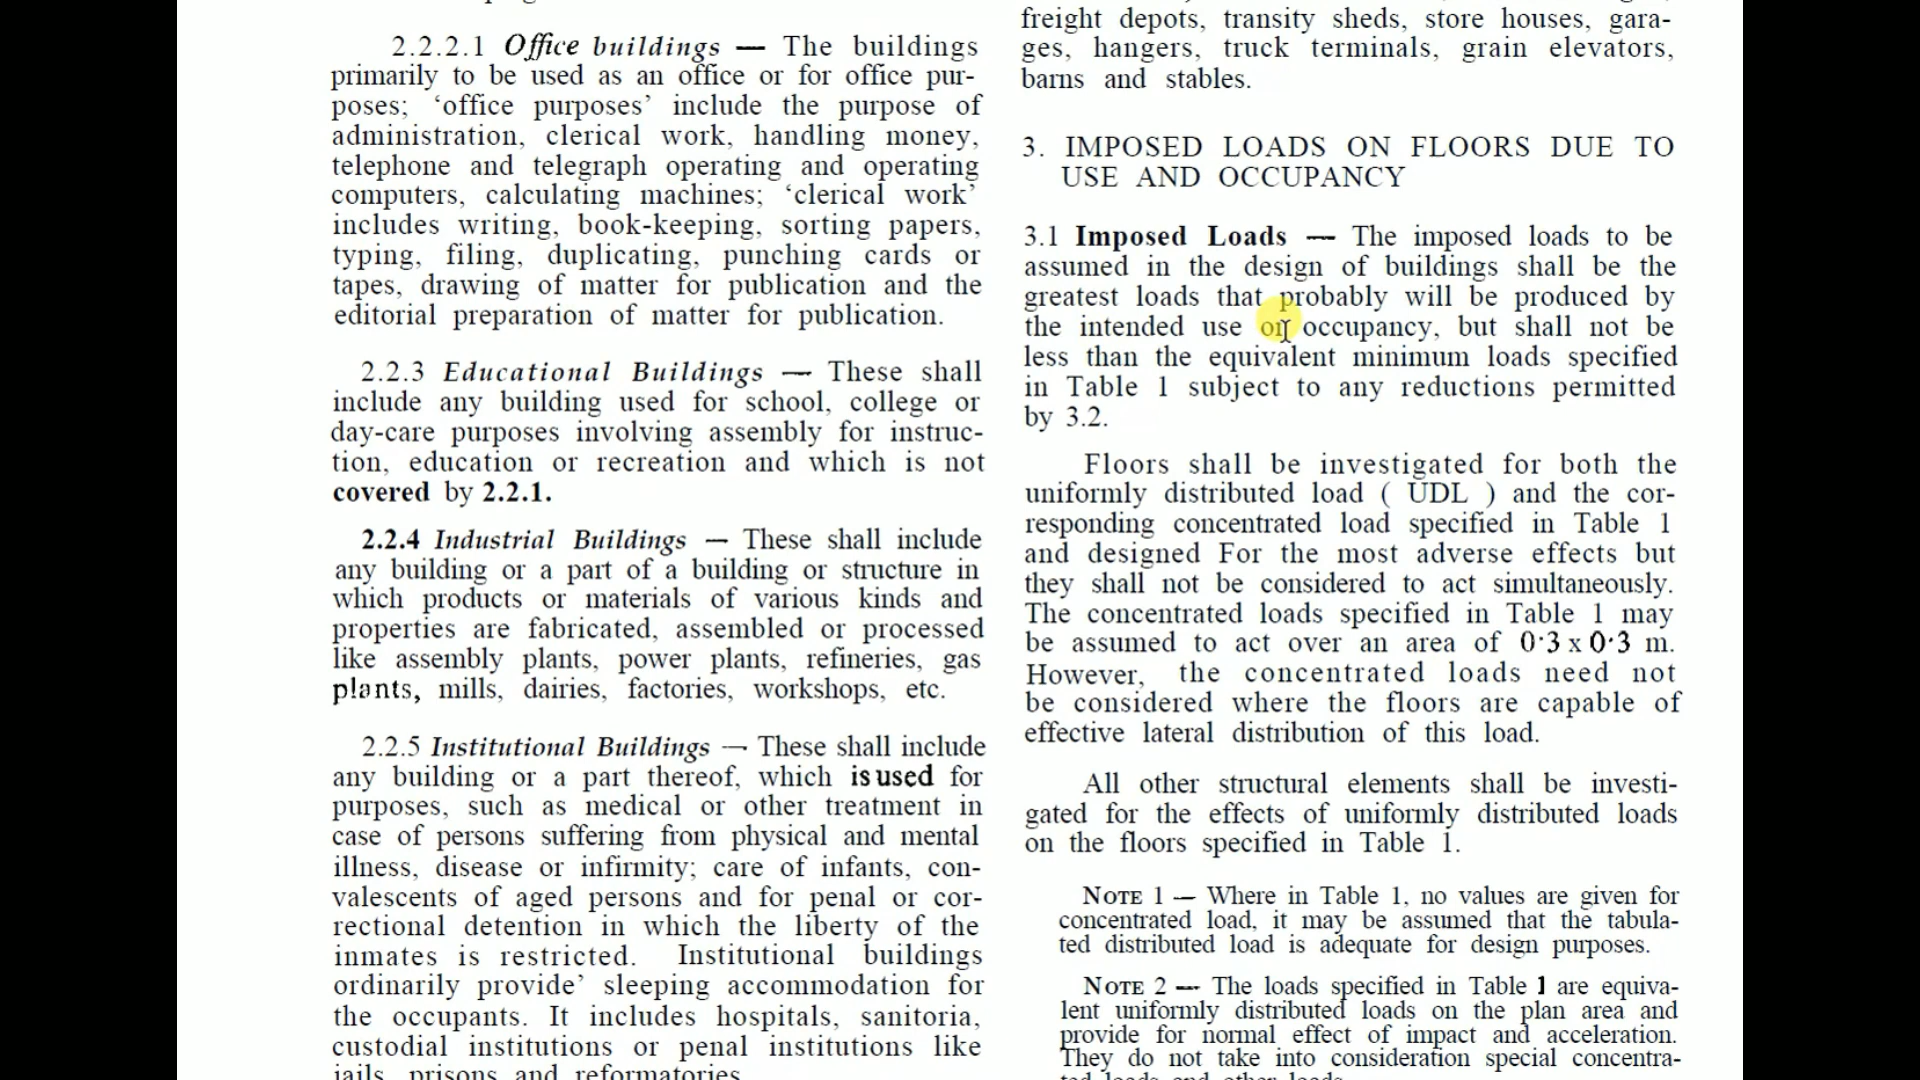 2.2.2.1 Office buildings — The buildings
primarily to be used as an office or for office pur-
poses; ‘office purposes’ include the purpose of
administration, clerical work, handling money,
telephone and telegraph operating and operating
computers, calculating machines; ‘clerical work’
includes writing, book-keeping, sorting papers,
typing, filing, duplicating, punching cards or
tapes, drawing of matter for publication and the
editorial preparation of matter for publication.
2.2.3 Educational Buildings — These shall
include any building used for school, college or
day-care purposes involving assembly for instruc-
tion, education or recreation and which is not
covered by 2.2.1.
2.2.4 Industrial Buildings — These shall include
any building or a part of a building or structure in
which products or materials of various kinds and
properties are fabricated, assembled or processed
like assembly plants, power plants, refineries, gas
plants, mills, dairies, factories, workshops, etc.
2.2.5 Institutional Buildings — These shall include
any building or a part thereof, which is used for
purposes, such as medical or other treatment in
case of persons suffering from physical and mental
illness, disease or infirmity; care of infants, con-
valescents of aged persons and for penal or cor-
rectional detention in which the liberty of the
inmates is restricted. Institutional buildings
ordinarily provide’ sleeping accommodation for
the occupants. It includes hospitals, sanitoria,
custodial institutions or penal institutions like
jails, prisons and reformatories.
freight depots, transity sheds, store houses, gara-
ges, hangers, truck terminals, grain elevators,
barns and stables.
3. IMPOSED LOADS ON FLOORS DUE TO
USE AND OCCUPANCY
3.1 Imposed Loads — The imposed loads to be
assumed in the design of buildings shall be the
greatest loads that probably will be produced by
the intended use or occupancy, but shall not be
less than the equivalent minimum loads specified
in Table 1 subject to any reductions permitted
by 3.2.
Floors shall be investigated for both the
uniformly distributed load ( UDL ) and the cor-
responding concentrated load specified in Table 1
and designed For the most adverse effects but
they shall not be considered to act simultaneously.
The concentrated loads specified in Table 1 may
be assumed to act over an area of 0·3 x 0·3 m.
However, the concentrated loads need not
be considered where the floors are capable of
effective lateral distribution of this load.
All other structural elements shall be investi-
gated for the effects of uniformly distributed loads
on the floors specified in Table 1.
NOTE 1 — Where in Table 1, no values are given for
concentrated load, it may be assumed that the tabula-
ted distributed load is adequate for design purposes.
NOTE 2 — The loads specified in Table 1 are equiva-
lent uniformly distributed loads on the plan area and
provide for normal effect of impact and acceleration.
They do not take into consideration special concentra-
ted loads and other loads.